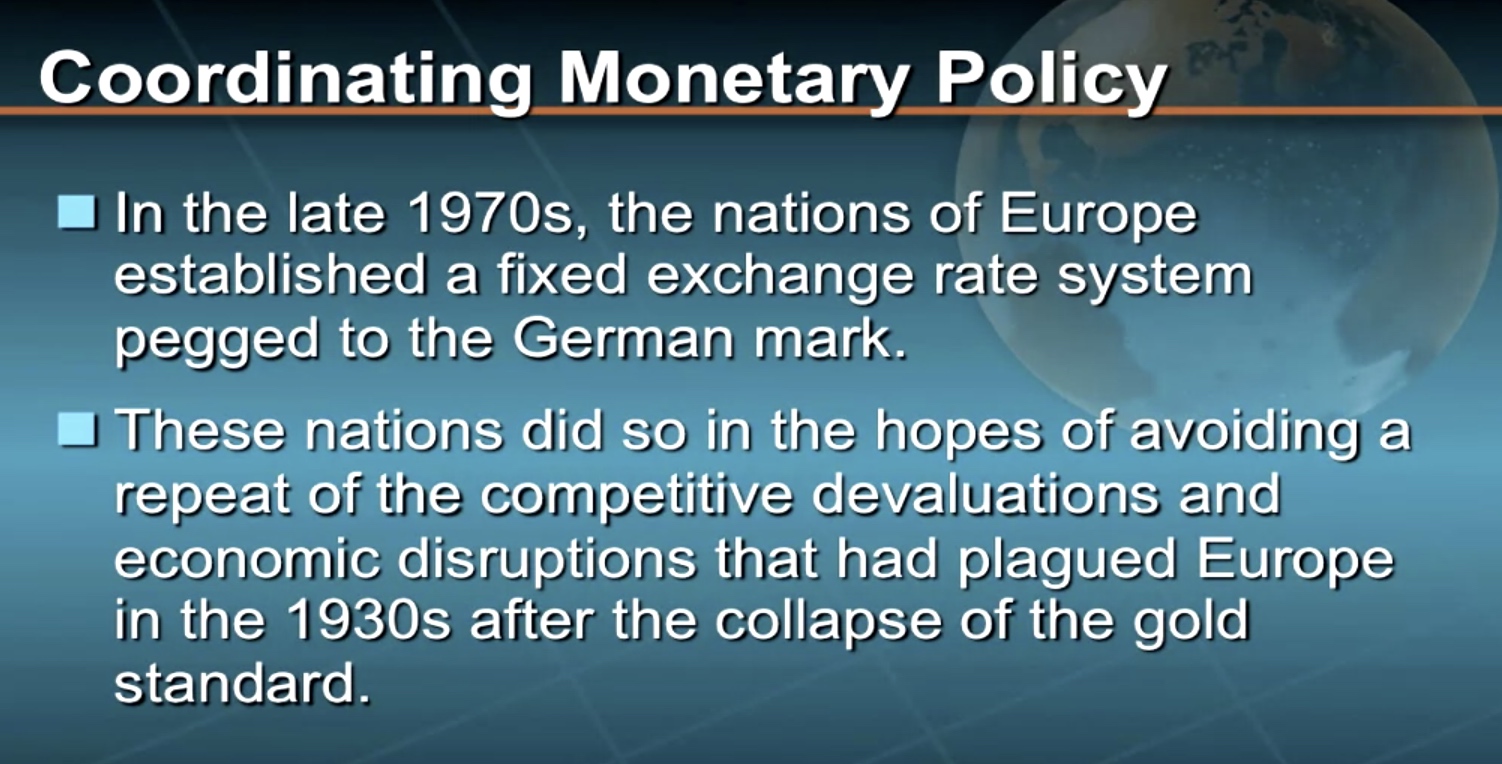 Coordinating Monetary Policy
In the late 1970s, the nations of Europe
established a fixed exchange rate system
pegged to the German mark.
These nations did so in the hopes of avoiding a
repeat of the competitive devaluations and
economic disruptions that had plagued Europe
in the 1930s after the collapse of the gold
standard.